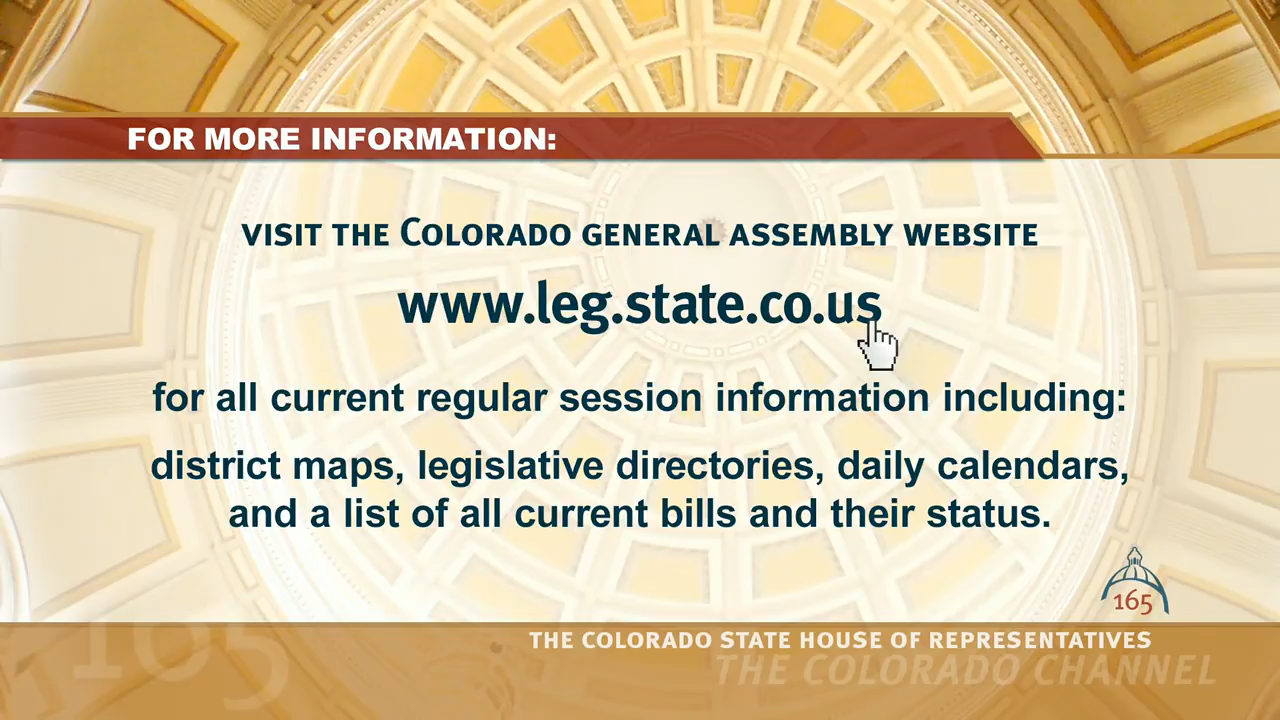 FOR MORE INFORMATION:
VISIT THE COLORADO GENERAL ASSEMBLY WEBSITE
www.leg.state.co.us
for all current regular session information including:
district maps, legislative directories, daily calendars,
and a list of all current bills and their status.
165
165
THE COLORADO STATE HOUSE OF REPRESENTATIVES
THE COLORADO CHANNEL